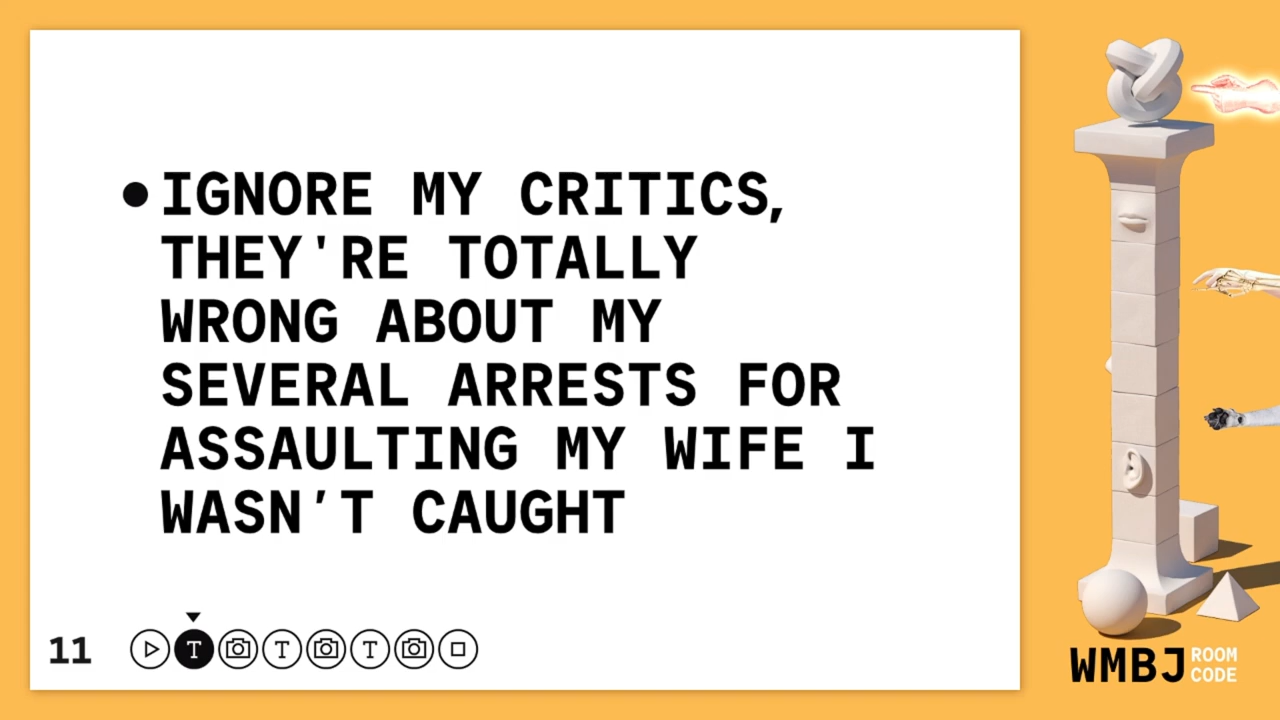 IGNORE MY CRITICS,
THEY'RE TOTALLY
WRONG ABOUT MY
SEVERAL ARRESTS FOR
ASSAULTING MY WIFE I
WASN’T CAUGHT
11
T T T
WMBJ ROOM
CODE